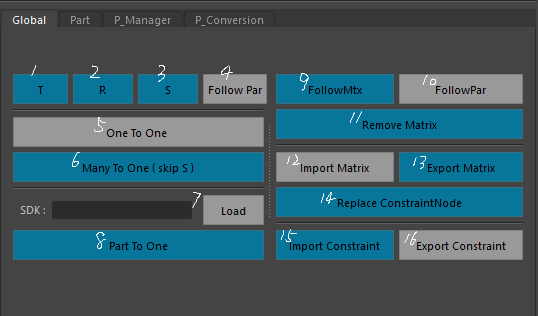 Global Part P_Manager P_Conversion
1 2 3 4 9 10
T R S Follow Par FollowMtx FollowPar
5 11
One To One Remove Matrix
6 12 13
Many To One ( skip S ) Import Matrix Export Matrix
7 14
SDK : Load Replace ConstraintNode
8 15 16
Part To One Import Constraint Export Constraint